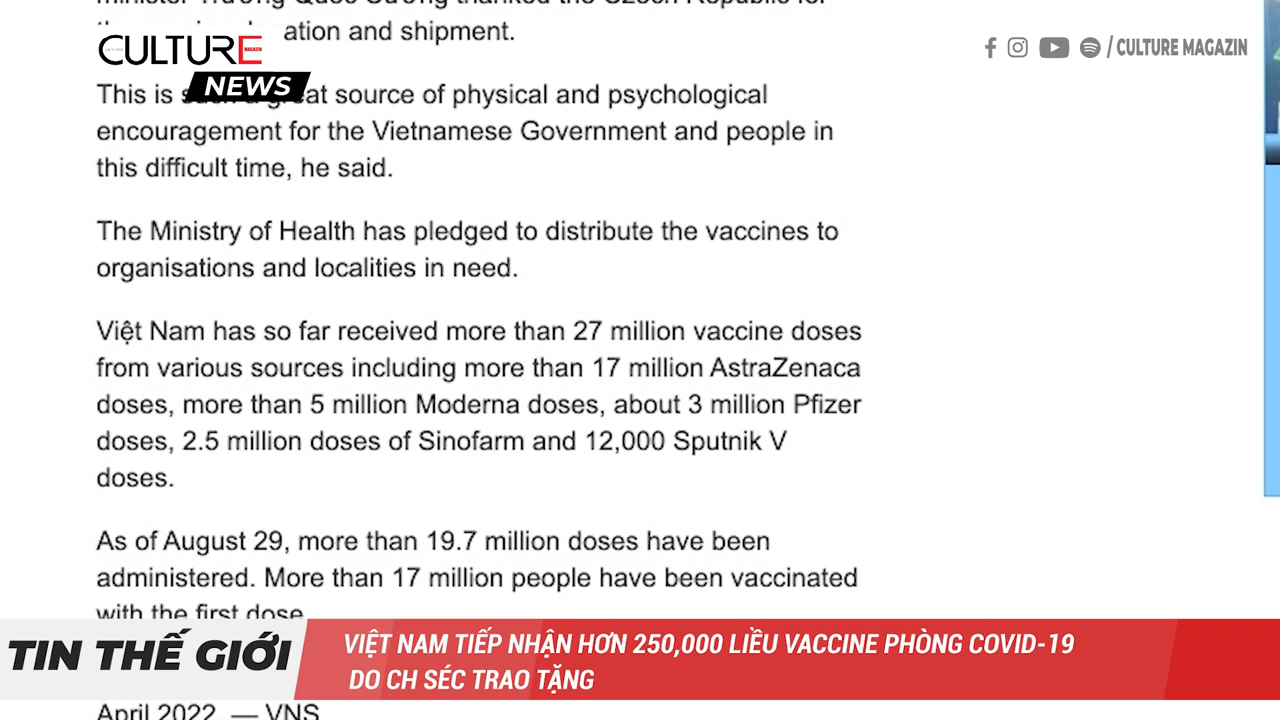 ation and shipment.
CULTURE
MAGAZIN
NEWS
/ CULTURE MAGAZIN
This is such a great source of physical and psychological
encouragement for the Vietnamese Government and people in
this difficult time, he said.
The Ministry of Health has pledged to distribute the vaccines to
organisations and localities in need.
Việt Nam has so far received more than 27 million vaccine doses
from various sources including more than 17 million AstraZenaca
doses, more than 5 million Moderna doses, about 3 million Pfizer
doses, 2.5 million doses of Sinofarm and 12,000 Sputnik V
doses.
As of August 29, more than 19.7 million doses have been
administered. More than 17 million people have been vaccinated
with the first dose
TIN THẾ GIỚI
VIỆT NAM TIẾP NHẬN HƠN 250,000 LIỀU VACCINE PHÒNG COVID-19
DO CH SÉC TRAO TẶNG
April 2022. — VNS